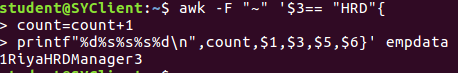 student@SYClient:~$ awk -F "~" '$3== "HRD"{
> count=count+1
> printf"%d%s%s%s%d\n",count,$1,$3,$5,$6}' empdata
1RiyaHRDManager3